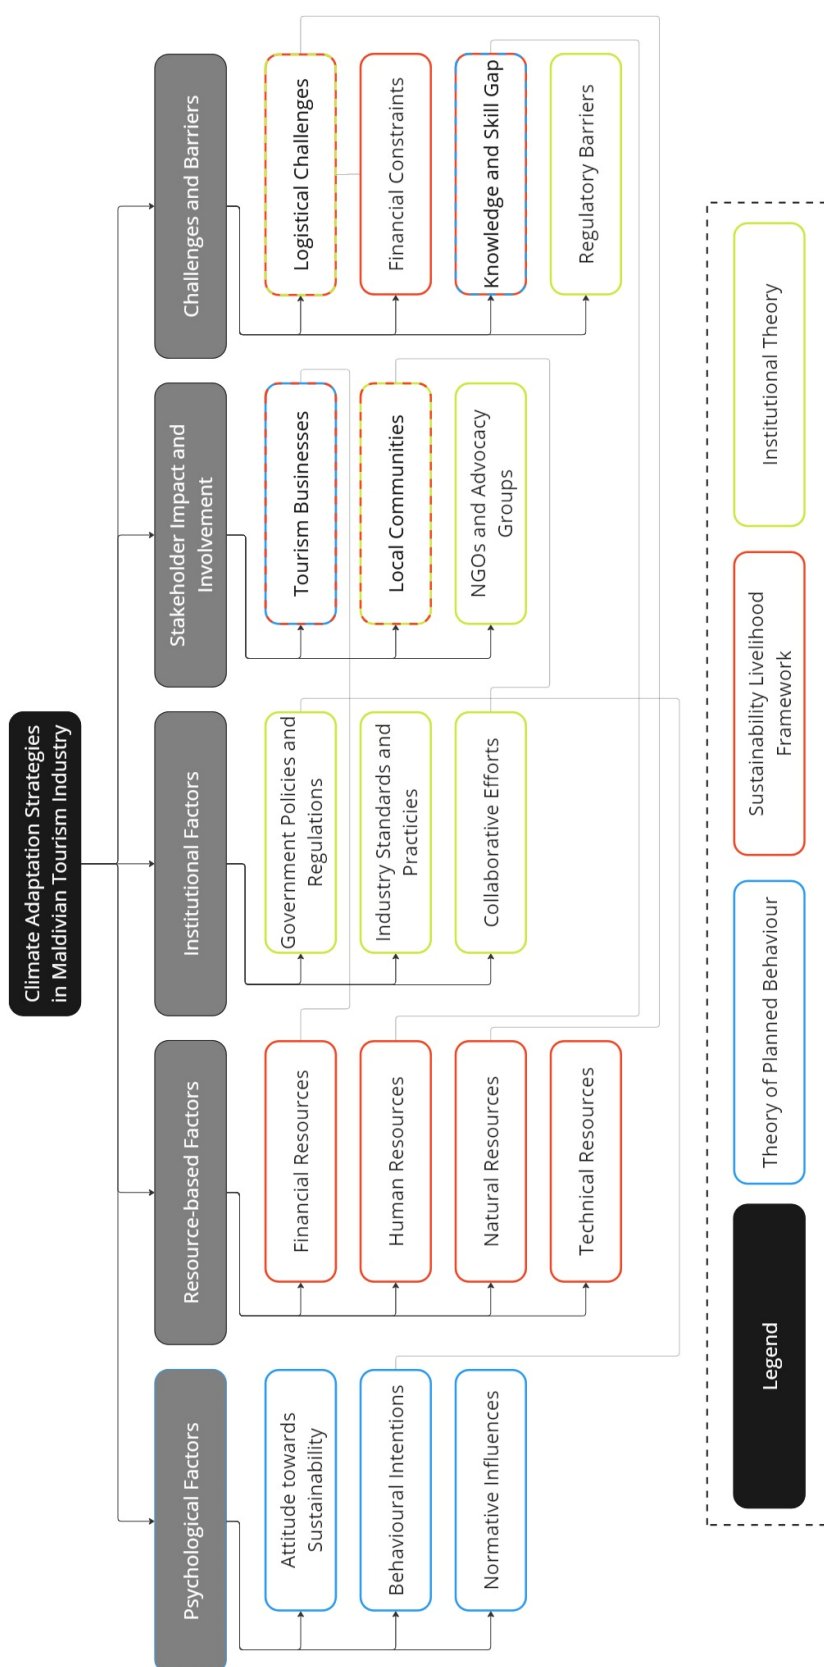 Climate Adaptation Strategies
in Maldivian Tourism Industry
Psychological Factors
Attitude towards
Sustainability
Behavioural Intentions
Normative Influences
Resource-based Factors
Financial Resources
Human Resources
Natural Resources
Technical Resources
Institutional Factors
Government Policies and
Regulations
Industry Standards and
Practicies
Collaborative Efforts
Stakeholder Impact and
Involvement
Tourism Businesses
Local Communities
NGOs and Advocacy
Groups
Challenges and Barriers
Logistical Challenges
Financial Constraints
Knowledge and Skill Gap
Regulatory Barriers
Legend
Theory of Planned Behaviour
Sustainability Livelihood
Framework
Institutional Theory